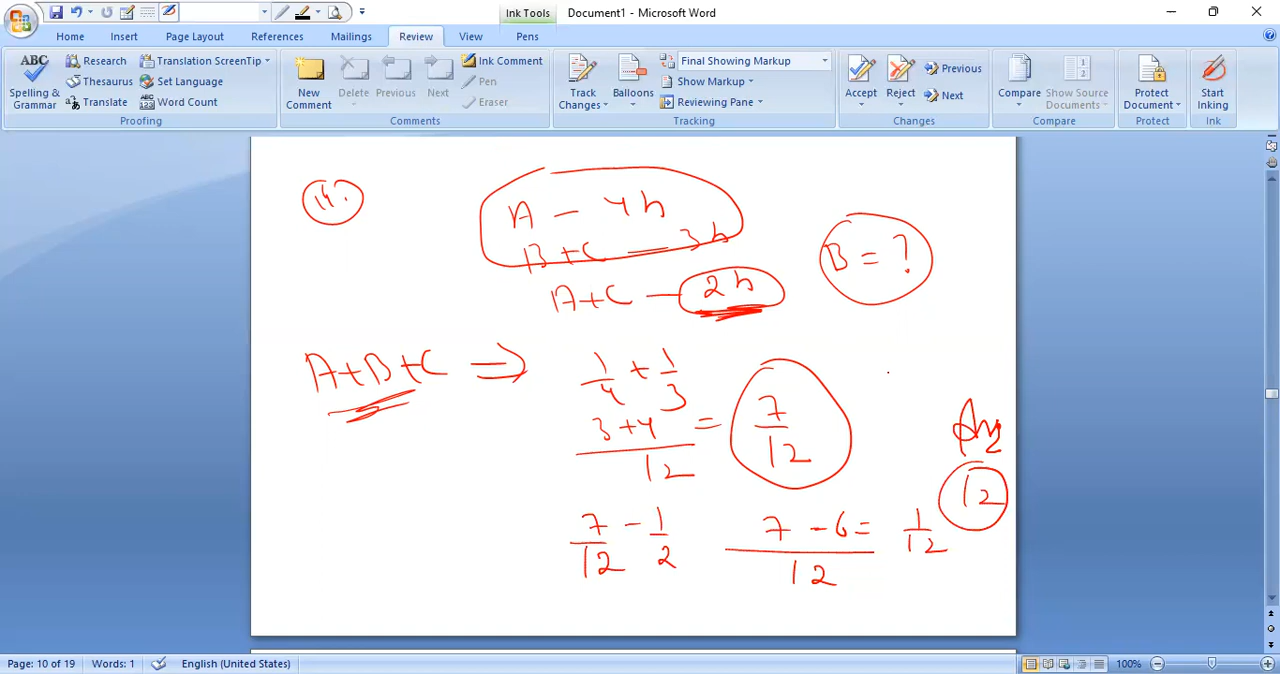 Ink Tools
Document1 - Microsoft Word
Home Insert Page Layout References Mailings Review View Pens
ABC
Spelling & Grammar
Research
Thesaurus
Translate
Translation ScreenTip
Set Language
Word Count
Proofing
New Comment
Delete
Previous
Next
Ink Comment
Pen
Eraser
Comments
Track Changes
Balloons
Final Showing Markup
Show Markup
Reviewing Pane
Tracking
Accept
Reject
Previous
Next
Changes
Compare
Show Source Documents
Compare
Protect Document
Protect
Start Inking
Ink
A - 4h
B+C - 3h
B = ?
A+C - 2h
A+B+C ⇒ 1/4 + 1/3
3+4/12 = 7/12
Ans
12
7/12 - 1/2
7 - 6/12 = 1/12
Page: 10 of 19
Words: 1
English (United States)
100%